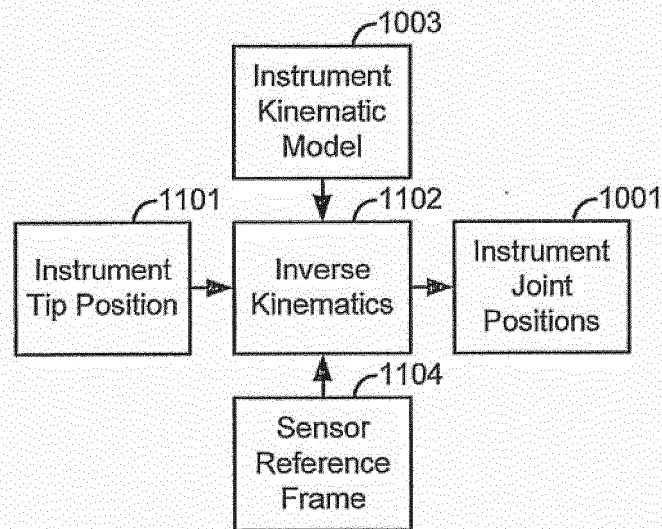 1003
Instrument
Kinematic
Model
1101
1102
1001
Instrument
Tip Position
Inverse
Kinematics
Instrument
Joint
Positions
1104
Sensor
Reference
Frame